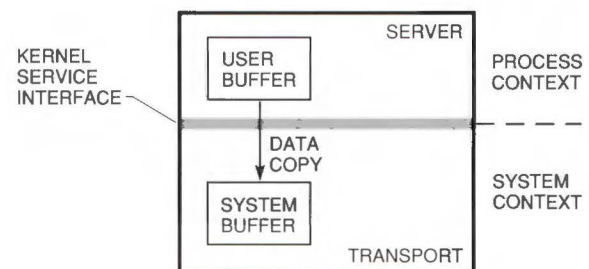 SERVER
KERNEL
SERVICE
INTERFACE
USER
BUFFER
PROCESS
CONTEXT
DATA
COPY
SYSTEM
BUFFER
SYSTEM
CONTEXT
TRANSPORT